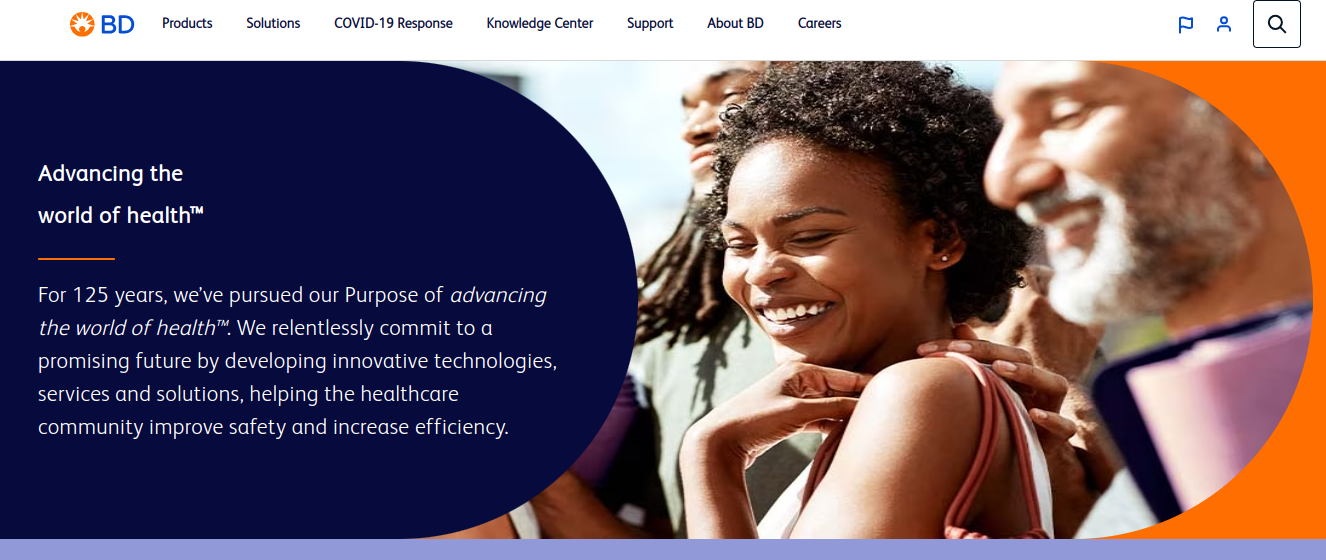 BD Products Solutions COVID-19 Response Knowledge Center Support About BD Careers
Advancing the
world of health™
For 125 years, we’ve pursued our Purpose of advancing
the world of health™. We relentlessly commit to a
promising future by developing innovative technologies,
services and solutions, helping the healthcare
community improve safety and increase efficiency.